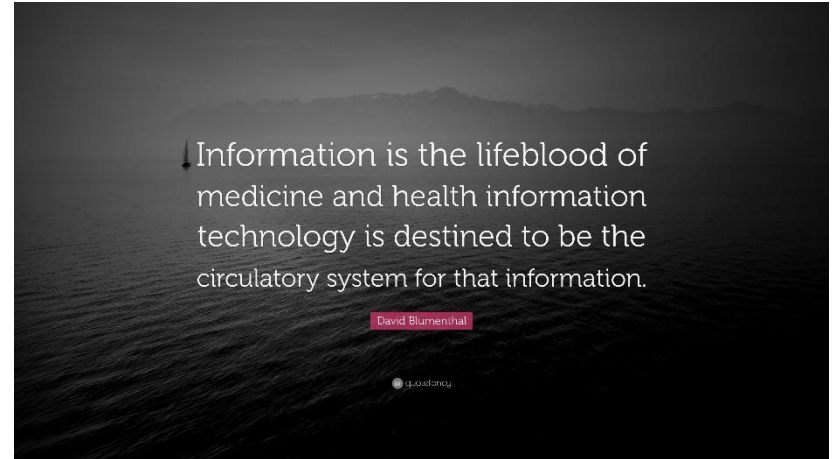 Information is the lifeblood of
medicine and health information
technology is destined to be the
circulatory system for that information.
David Blumenthal
quotefancy